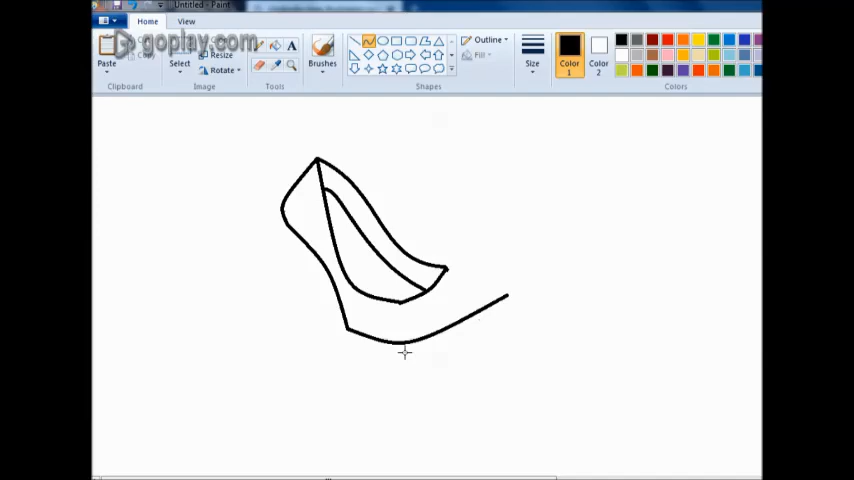 Untitled - Paint
Home
View
goplay.com
Paste
Copy
Select
Resize
Rotate
Brushes
Outline
Fill
Size
Color
1
Color
2
Clipboard
Image
Tools
Shapes
Colors